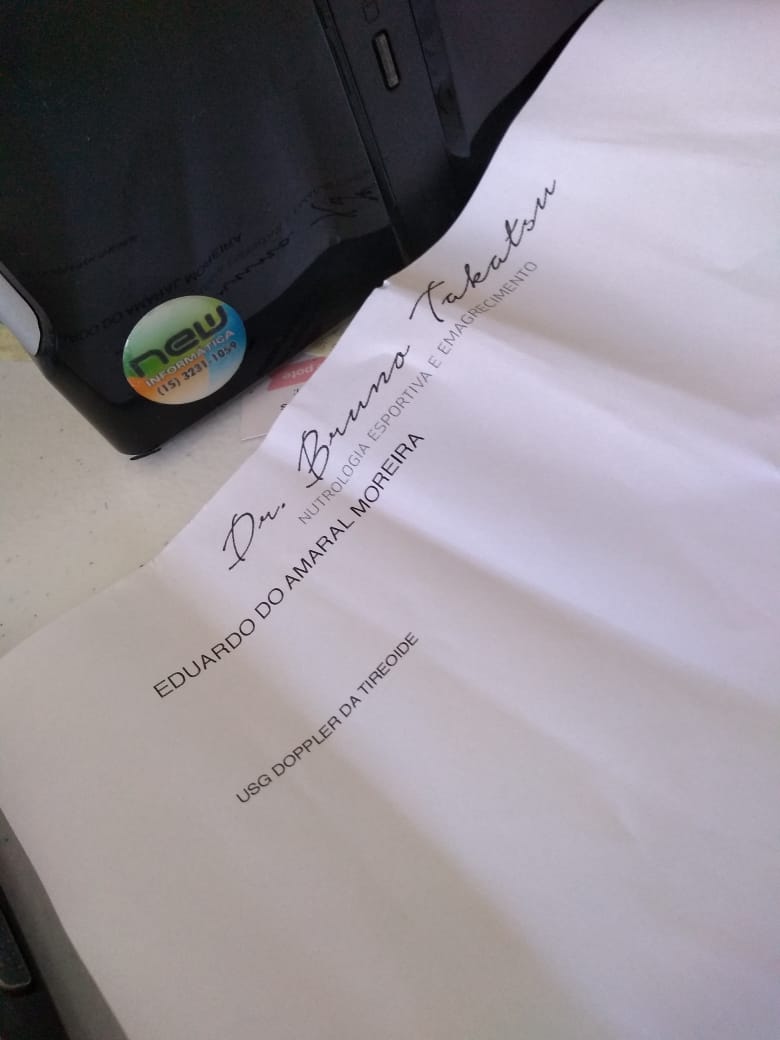 Dr. Bruno Takatsu
NUTROLOGIA ESPORTIVA E EMAGRECIMENTO
EDUARDO DO AMARAL MOREIRA
USG DOPPLER DA TIREOIDE
new
INFORMÁTICA
(15) 3231-1059
pote